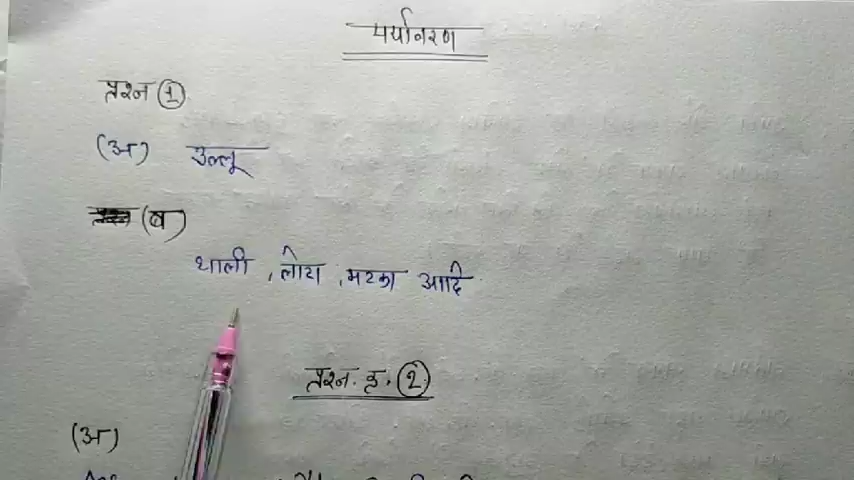 पर्यावरण
प्रश्न (1)
(अ) उल्लू
(ब)
थाली, लोटा, मटका आदि
प्रश्न. क्र. (2)
(अ)